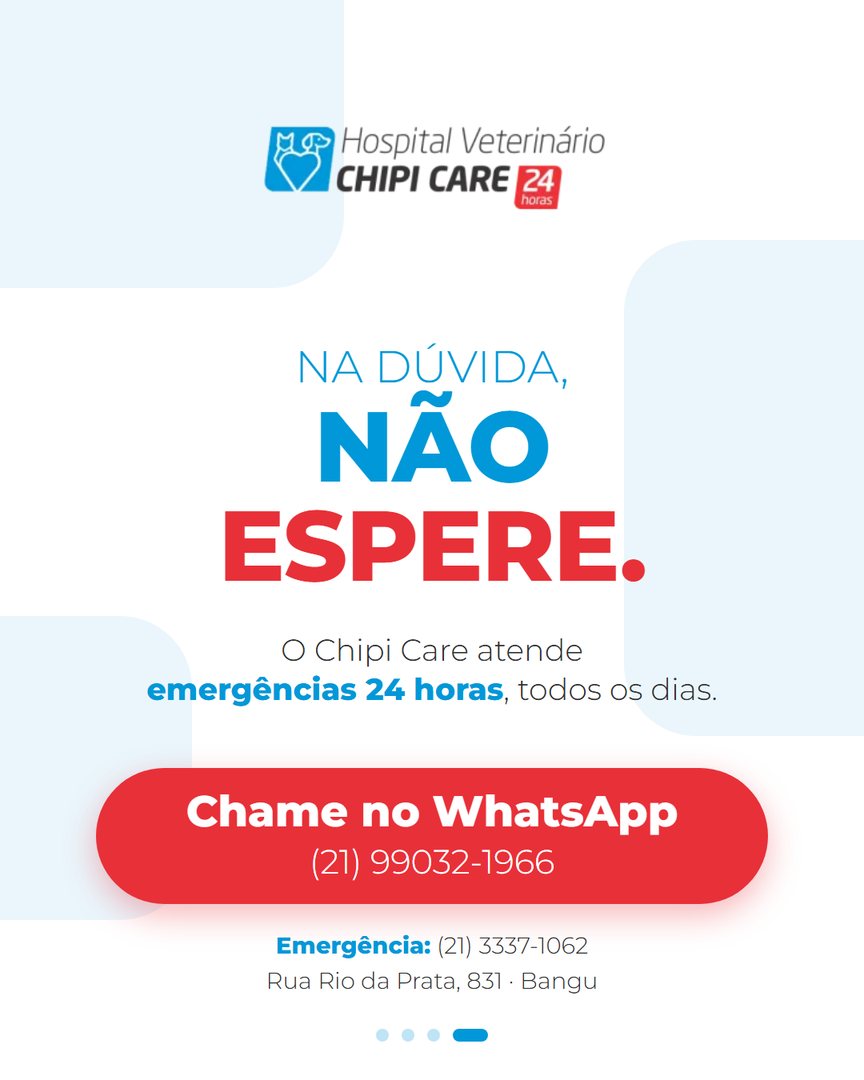 Hospital Veterinário
CHIPI CARE 24 horas
NA DÚVIDA,
NÃO
ESPERE.
O Chipi Care atende
emergências 24 horas, todos os dias.
Chame no WhatsApp
(21) 99032-1966
Emergência: (21) 3337-1062
Rua Rio da Prata, 831 · Bangu